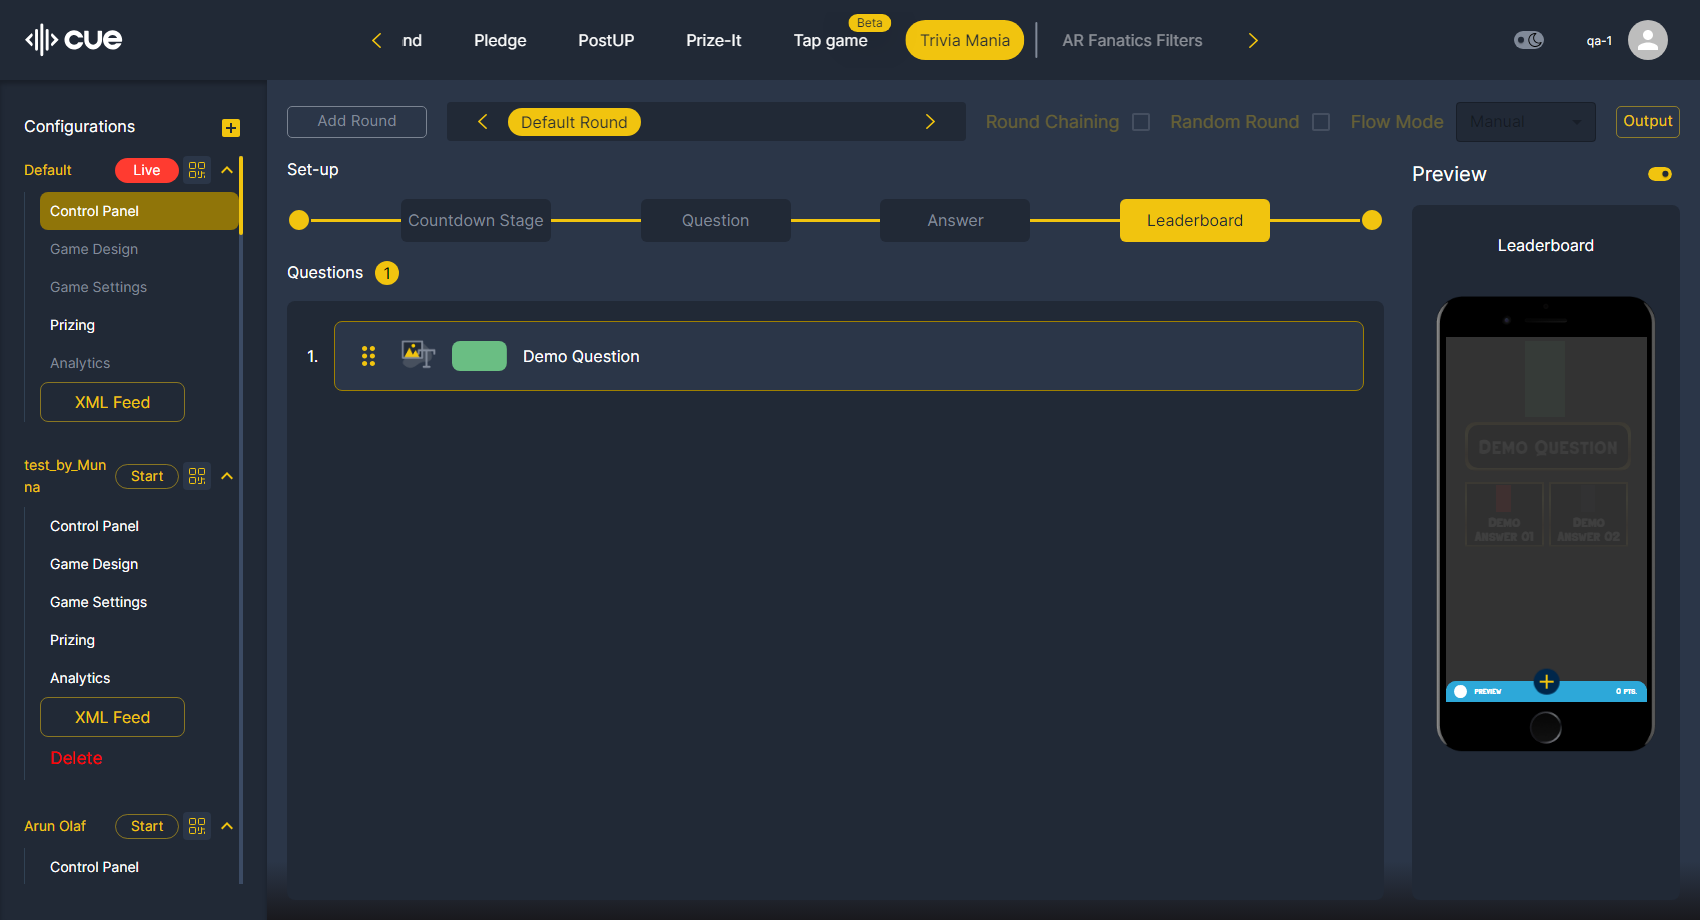 cue
nd
Pledge
PostUP
Prize-It
Tap game
Beta
Trivia Mania
AR Fanatics Filters
qa-1
Configurations
Default
Live
Control Panel
Game Design
Game Settings
Prizing
Analytics
XML Feed
test_by_Mun
na
Start
Control Panel
Game Design
Game Settings
Prizing
Analytics
XML Feed
Delete
Arun Olaf
Start
Control Panel
Add Round
Default Round
Round Chaining
Random Round
Flow Mode
Manual
Output
Set-up
Countdown Stage
Question
Answer
Leaderboard
Questions
1
1.
Demo Question
Preview
Leaderboard
DEMO QUESTION
DEMO
ANSWER 01
DEMO
ANSWER 02
PREVIEW
0 PTS.